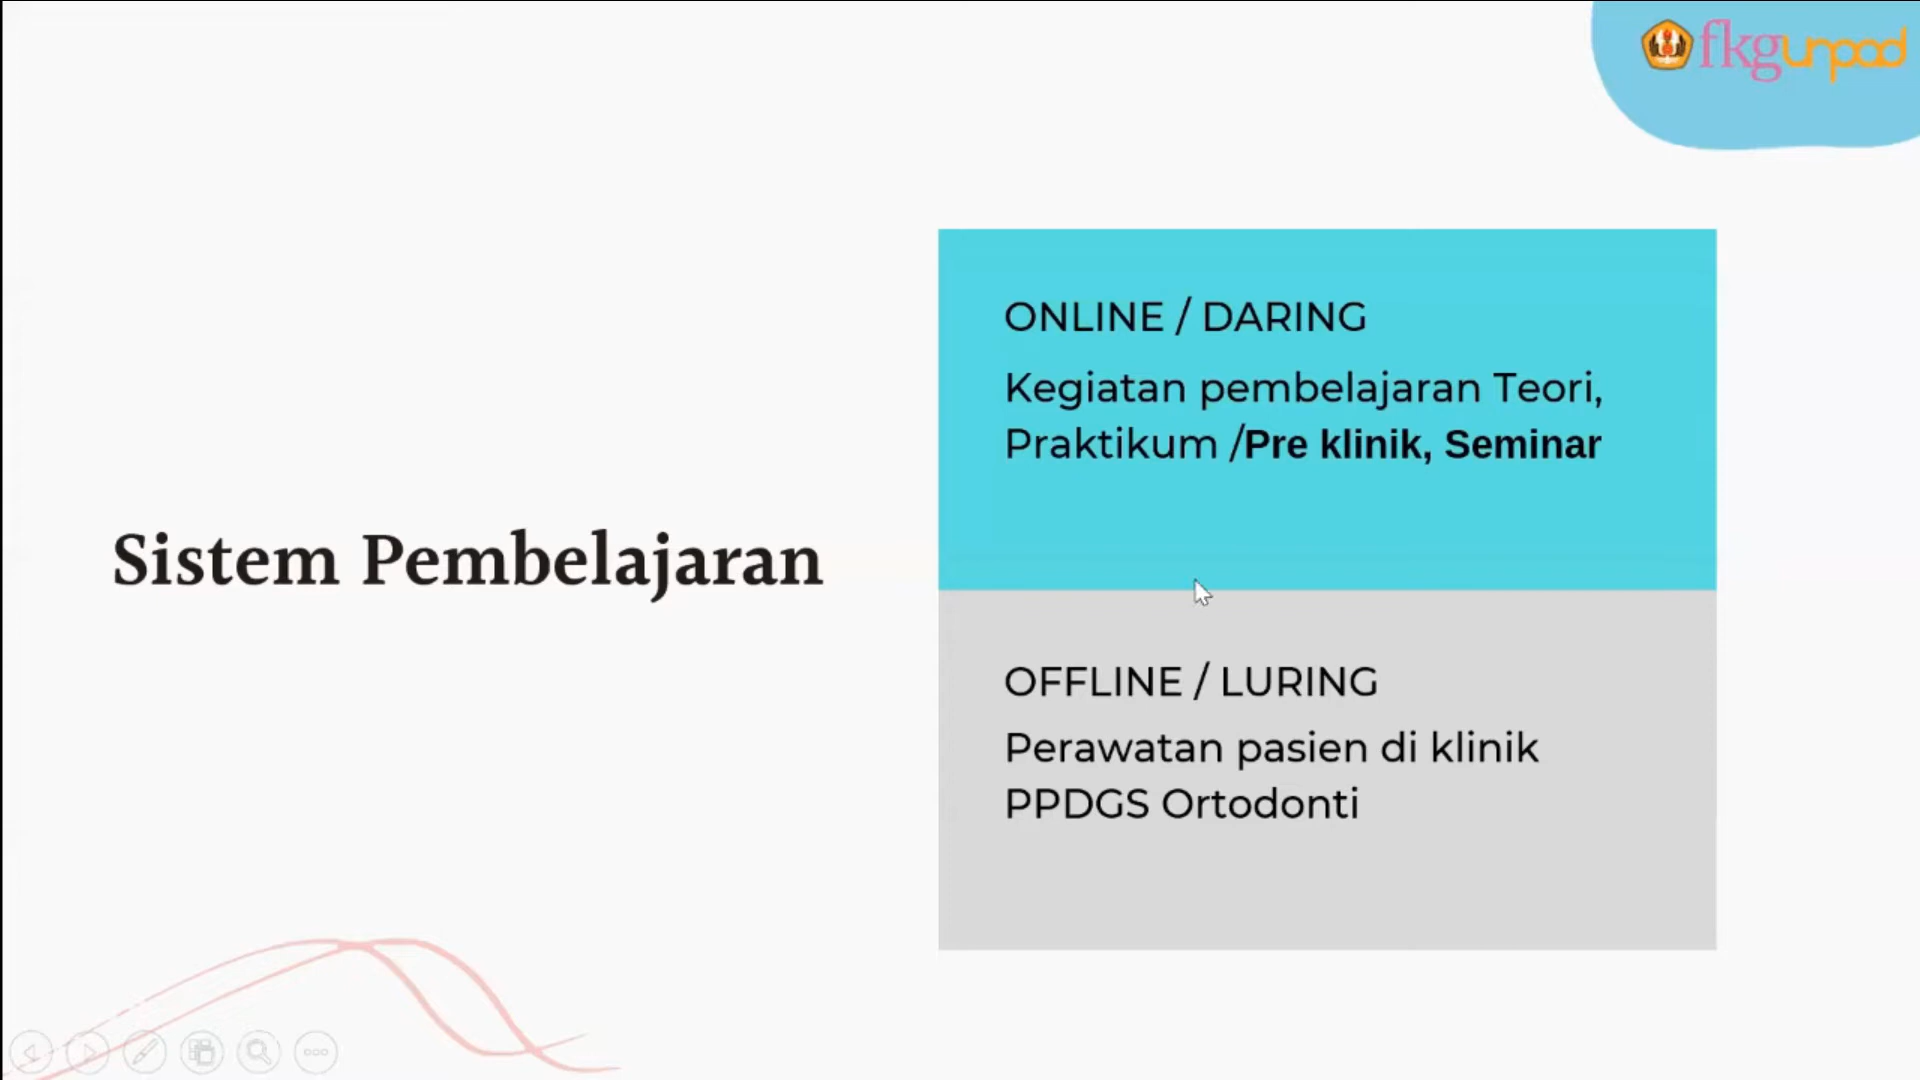 fkgunpad
Sistem Pembelajaran
ONLINE / DARING
Kegiatan pembelajaran Teori,
Praktikum /Pre klinik, Seminar
OFFLINE / LURING
Perawatan pasien di klinik
PPDGS Ortodonti